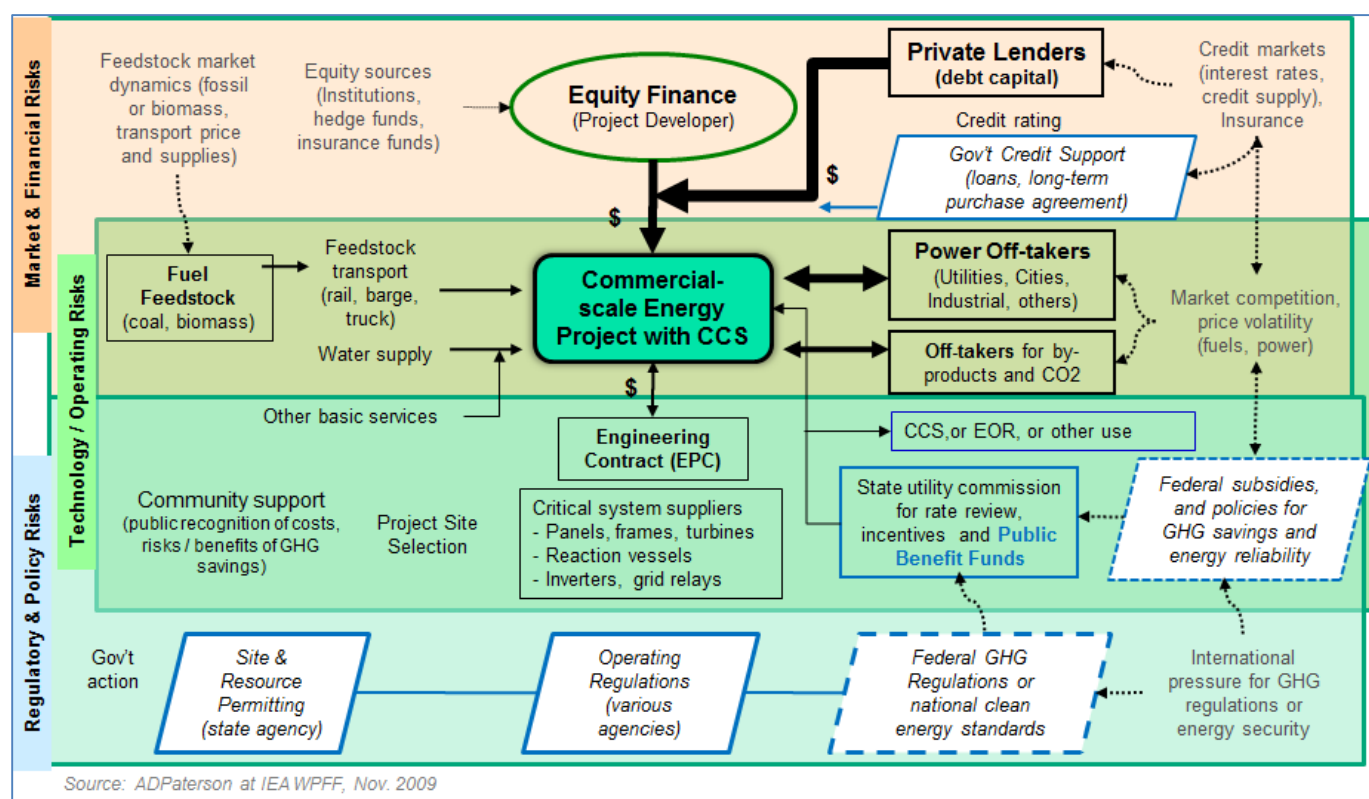 Market & Financial Risks
Technology / Operating Risks
Regulatory & Policy Risks
Feedstock market
dynamics (fossil
or biomass,
transport price
and supplies)
Equity sources
(Institutions,
hedge funds,
insurance funds)
Equity Finance
(Project Developer)
Private Lenders
(debt capital)
Credit markets
(interest rates,
credit supply),
Insurance
Credit rating
Gov't Credit Support
(loans, long-term
purchase agreement)
$
$
Fuel
Feedstock
(coal, biomass)
Feedstock
transport
(rail, barge,
truck)
Water supply
Other basic services
Commercial-
scale Energy
Project with CCS
Power Off-takers
(Utilities, Cities,
Industrial, others)
Off-takers for by-
products and CO2
Market competition,
price volatility
(fuels, power)
$
Engineering
Contract (EPC)
CCS,or EOR, or other use
Community support
(public recognition of costs,
risks / benefits of GHG
savings)
Project Site
Selection
Critical system suppliers
- Panels, frames, turbines
- Reaction vessels
- Inverters, grid relays
State utility commission
for rate review,
incentives and Public
Benefit Funds
Federal subsidies,
and policies for
GHG savings and
energy reliability
Gov't
action
Site &
Resource
Permitting
(state agency)
Operating
Regulations
(various
agencies)
Federal GHG
Regulations or
national clean
energy standards
International
pressure for GHG
regulations or
energy security
Source: ADPaterson at IEA WPFF, Nov. 2009